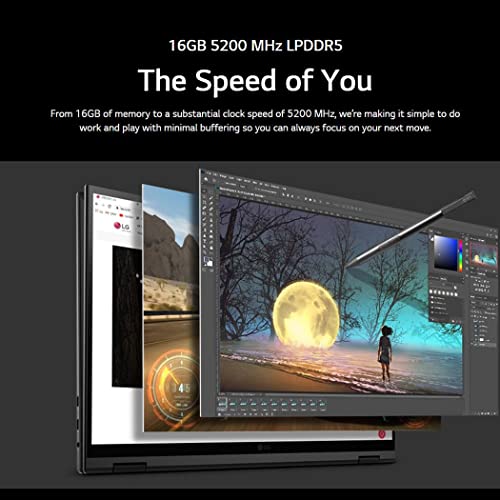 16GB 5200 MHz LPDDR5
The Speed of You
From 16GB of memory to a substantial clock speed of 5200 MHz, we're making it simple to do
work and play with minimal buffering so you can always focus on your next move.
LG
LG